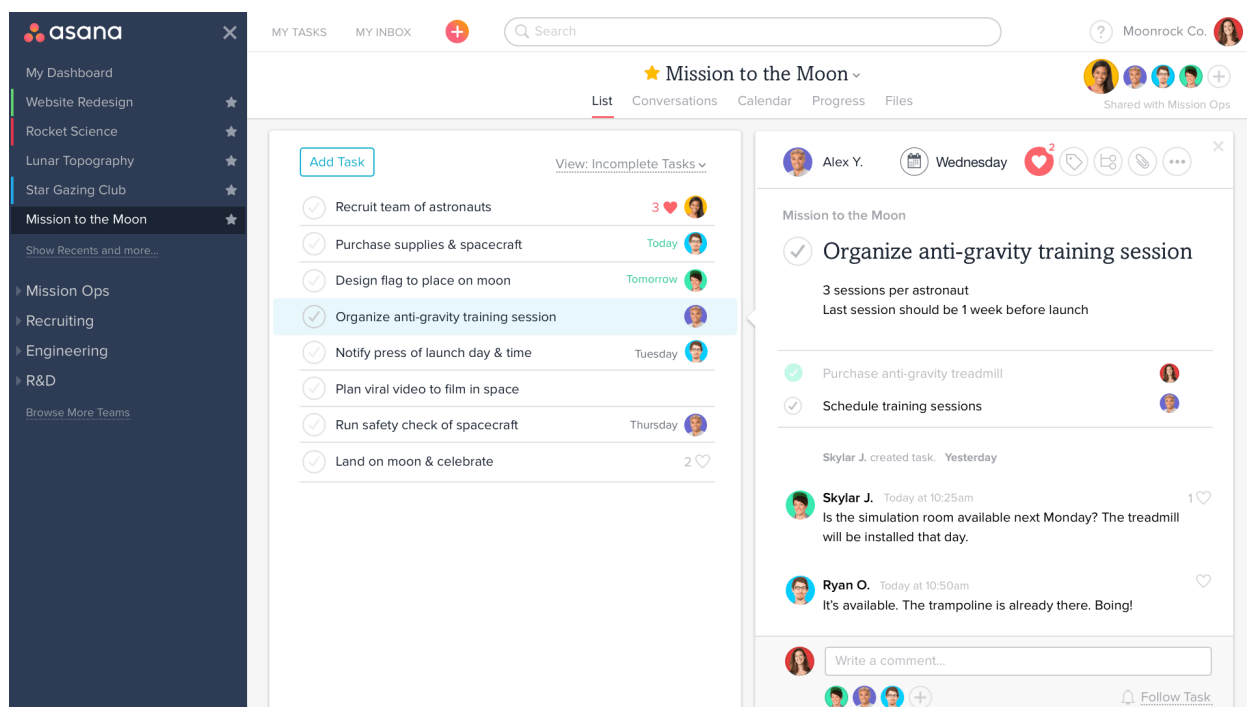 asana
My Dashboard
Website Redesign
Rocket Science
Lunar Topography
Star Gazing Club
Mission to the Moon
Show Recents and more...
Mission Ops
Recruiting
Engineering
R&D
Browse More Teams
MY TASKS MY INBOX
Search
? Moonrock Co.
Mission to the Moon
List Conversations Calendar Progress Files
Shared with Mission Ops
Add Task
View: Incomplete Tasks
Recruit team of astronauts 3
Purchase supplies & spacecraft Today
Design flag to place on moon Tomorrow
Organize anti-gravity training session
Notify press of launch day & time Tuesday
Plan viral video to film in space
Run safety check of spacecraft Thursday
Land on moon & celebrate 2
Alex Y. Wednesday 2
Mission to the Moon
Organize anti-gravity training session
3 sessions per astronaut
Last session should be 1 week before launch
Purchase anti-gravity treadmill
Schedule training sessions
Skylar J. created task. Yesterday
Skylar J. Today at 10:25am 1
Is the simulation room available next Monday? The treadmill
will be installed that day.
Ryan O. Today at 10:50am
It's available. The trampoline is already there. Boing!
Write a comment...
Follow Task